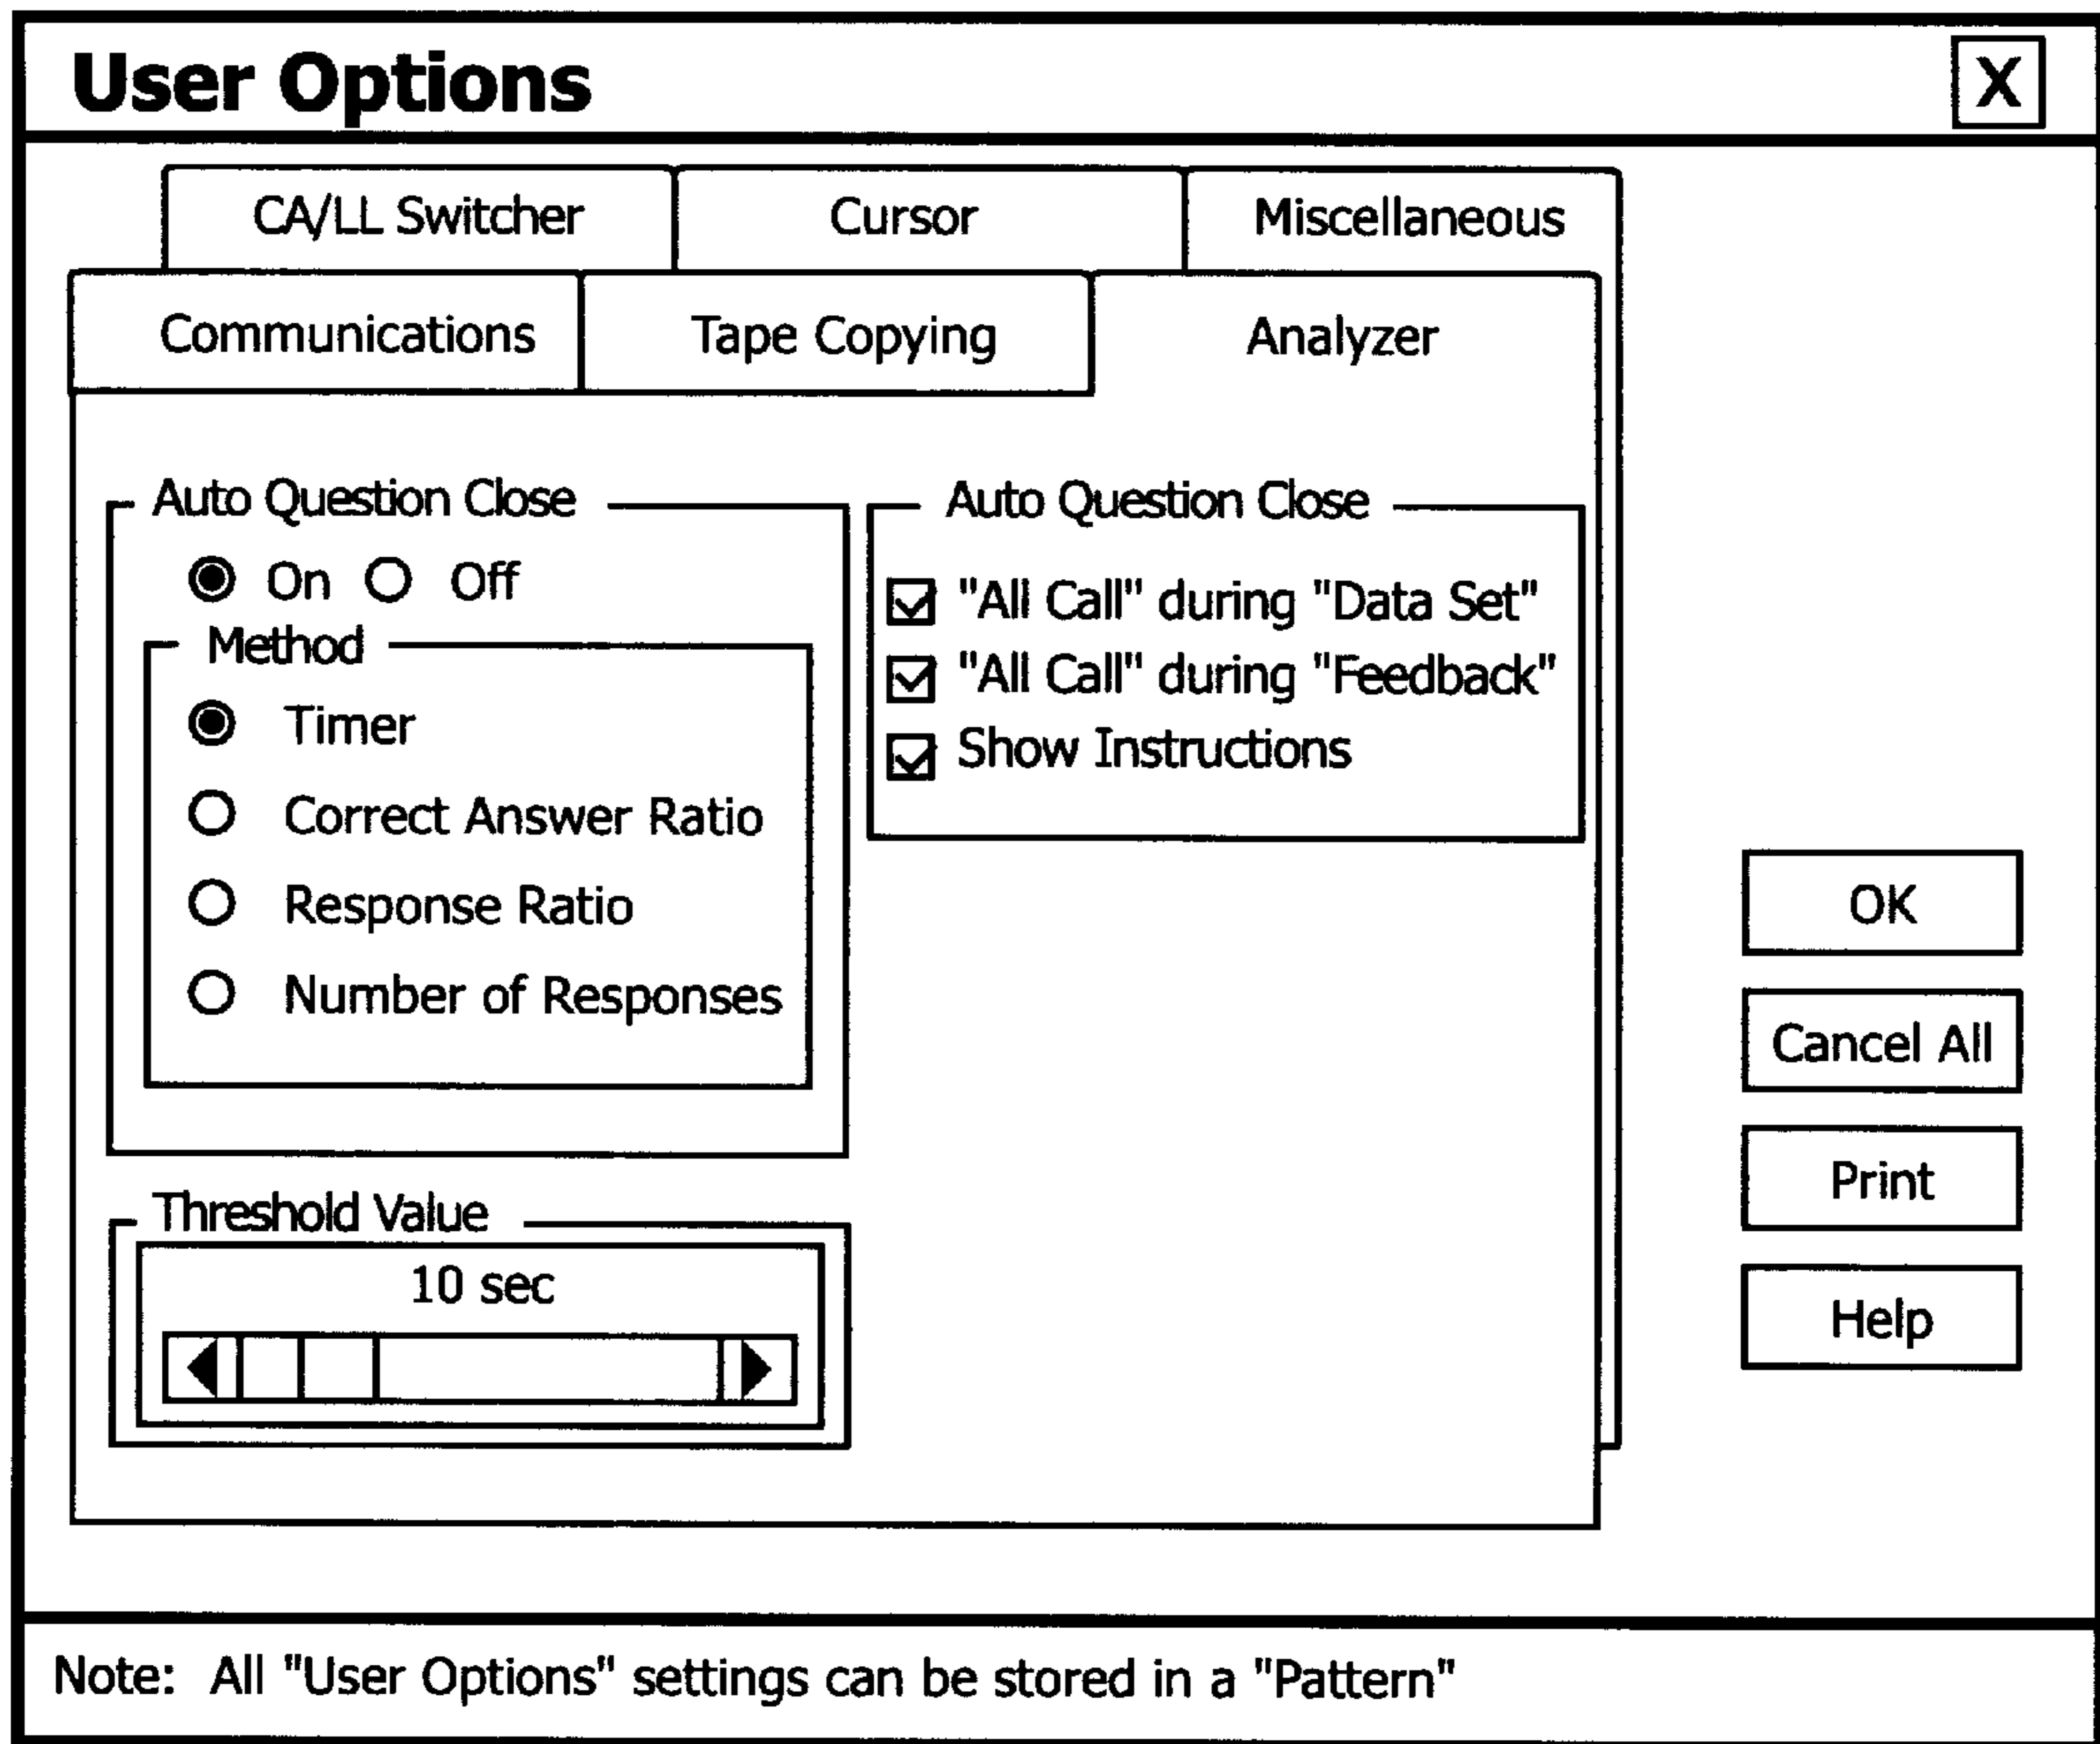 User Options X
CA/LL Switcher Cursor Miscellaneous
Communications Tape Copying Analyzer
Auto Question Close
On Off
Method
Timer
Correct Answer Ratio
Response Ratio
Number of Responses
Threshold Value
10 sec
Auto Question Close
"All Call" during "Data Set"
"All Call" during "Feedback"
Show Instructions
OK
Cancel All
Print
Help
Note: All "User Options" settings can be stored in a "Pattern"